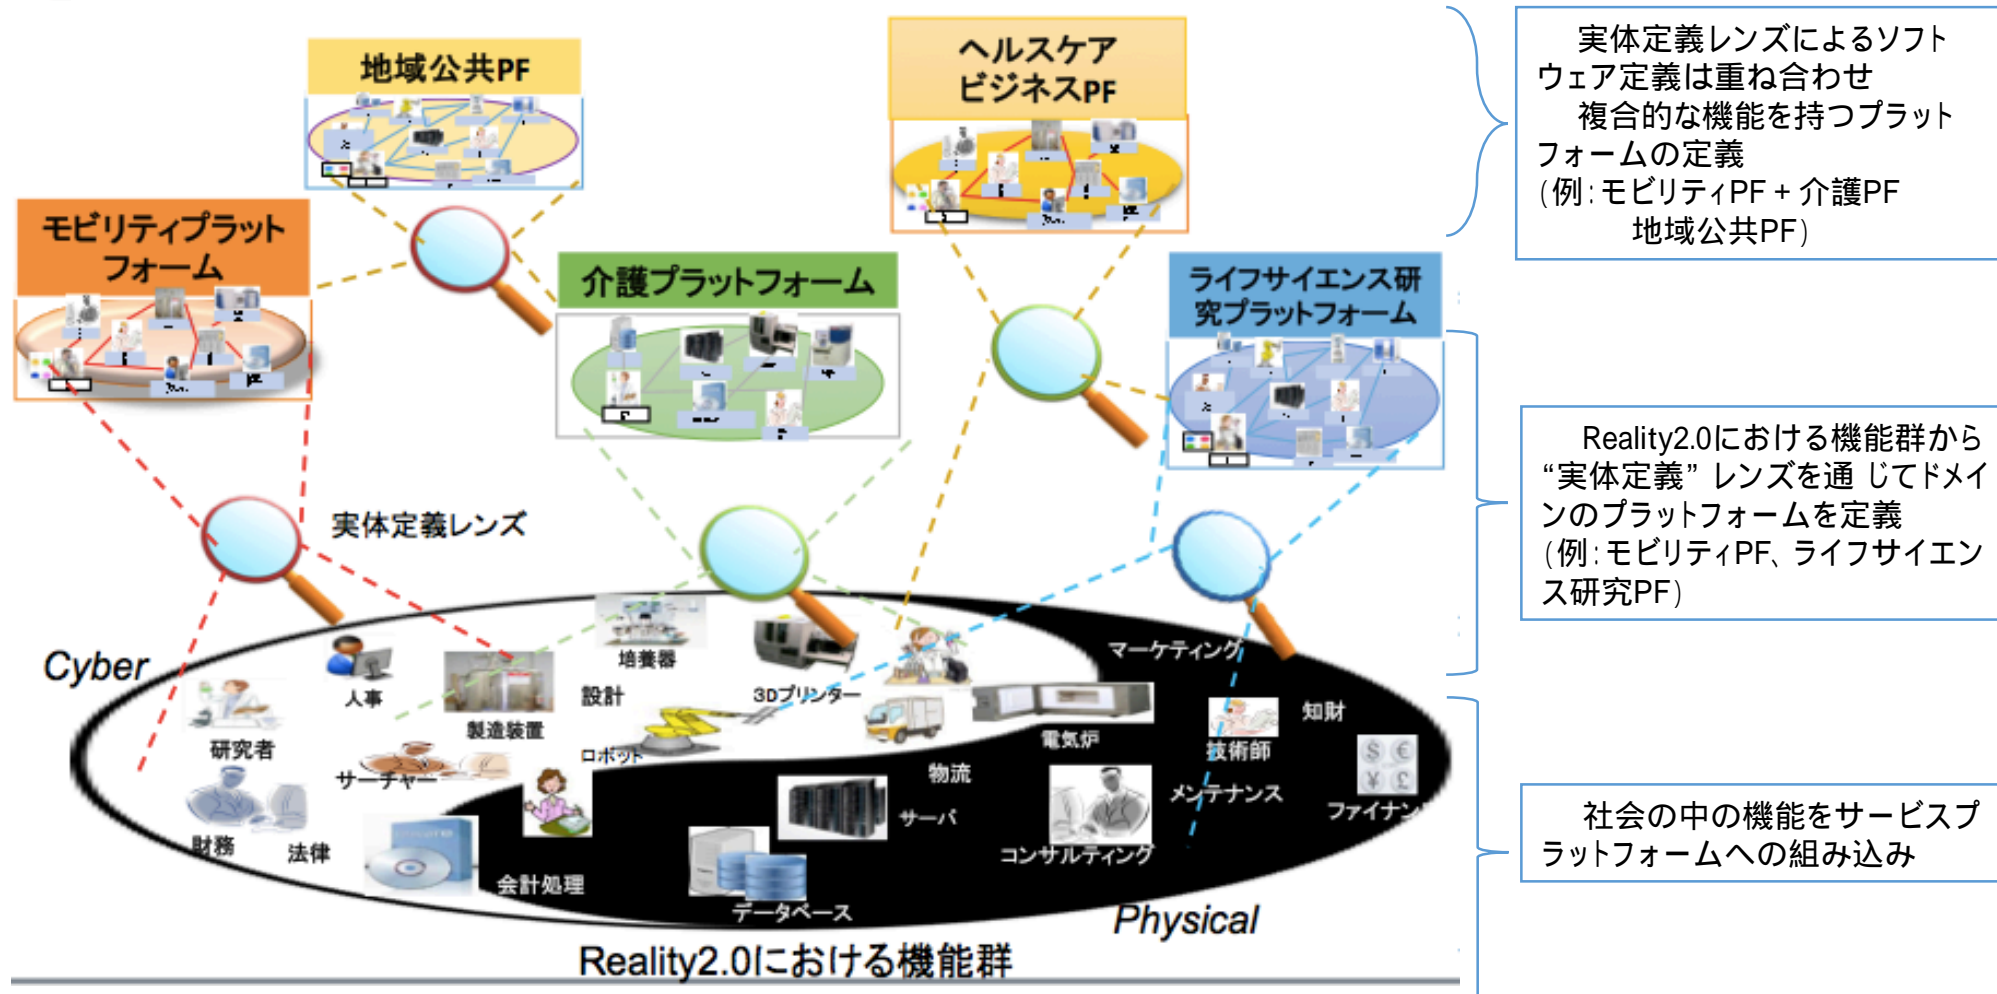 地域公共PF
ヘルスケア
ビジネスPF
モビリティプラット
フォーム
介護プラットフォーム
ライフサイエンス研
究プラットフォーム
実体定義レンズ
Cyber
人事
研究者
製造装置
培養器
設計
3Dプリンター
マーケティング
知財
ロボット
サーチャー
電気炉
技術師
物流
メンテナンス
ファイナン
財務
法律
サーバ
コンサルティング
会計処理
データベース
Physical
Reality2.0における機能群
実体定義レンズによるソフト
ウェア定義は重ね合わせ
複合的な機能を持つプラット
フォームの定義
(例:モビリティPF + 介護PF
地域公共PF)
Reality2.0における機能群から
“実体定義” レンズを通 じてドメイ
ンのプラットフォームを定義
(例:モビリティPF、ライフサイエン
ス研究PF)
社会の中の機能をサービスプ
ラットフォームへの組み込み